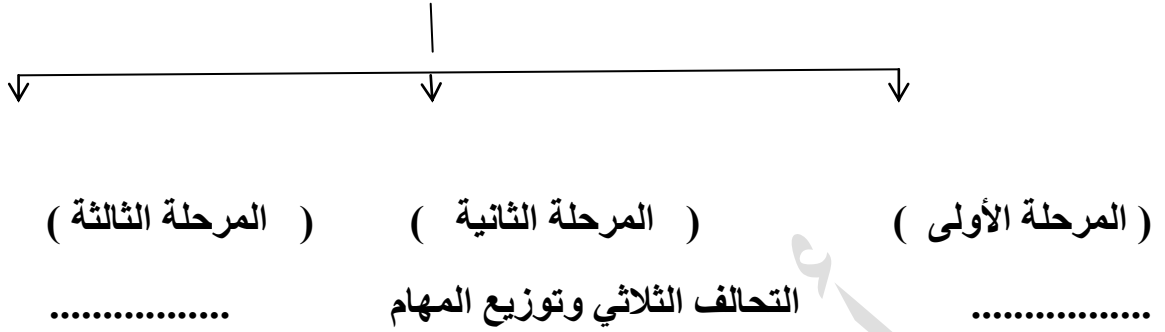 ( المرحلة الأولى ) ( المرحلة الثانية ) ( المرحلة الثالثة )
................. التحالف الثلاثي وتوزيع المهام .................